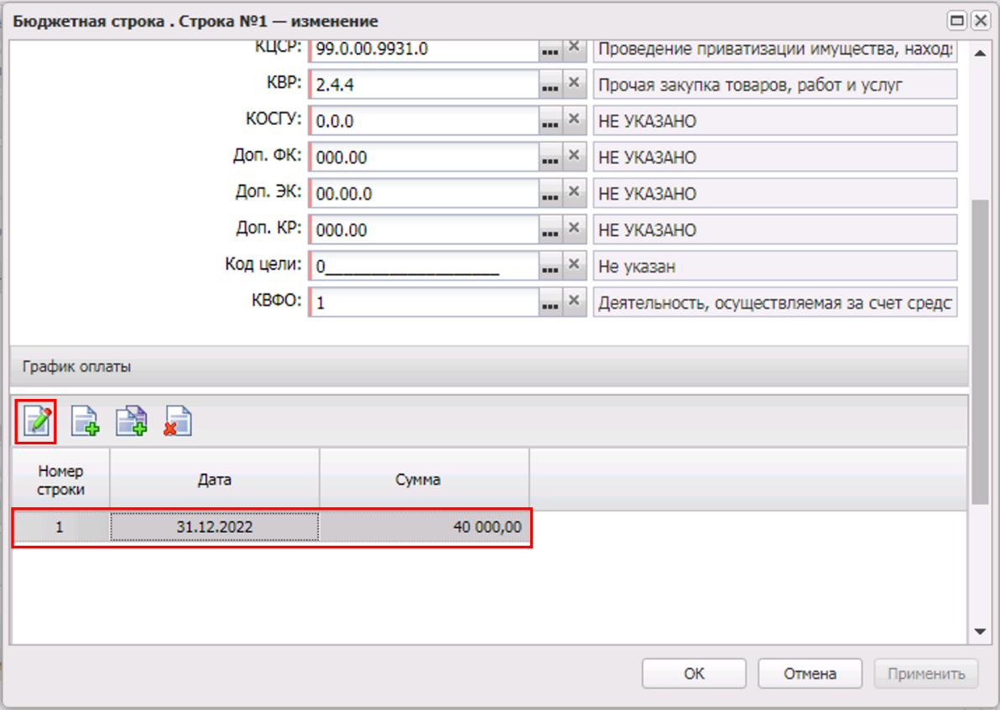 Бюджетная строка . Строка №1 — изменение
КЦСР: 99.0.00.9931.0 ... Проведение приватизации имущества, находя
КВР: 2.4.4 ... Прочая закупка товаров, работ и услуг
КОСГУ: 0.0.0 ... НЕ УКАЗАНО
Доп. ФК: 000.00 ... НЕ УКАЗАНО
Доп. ЭК: 00.00.0 ... НЕ УКАЗАНО
Доп. КР: 000.00 ... НЕ УКАЗАНО
Код цели: 0___________________ ... Не указан
КВФО: 1 ... Деятельность, осуществляемая за счет средст
График оплаты
Номер строки Дата Сумма
1 31.12.2022 40 000,00
ОК Отмена Применить